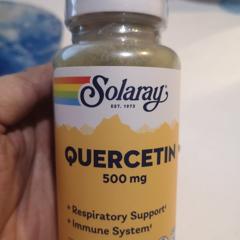 Solaray
EST. 1973
QUERCETIN
500 mg
Respiratory Support
Immune System